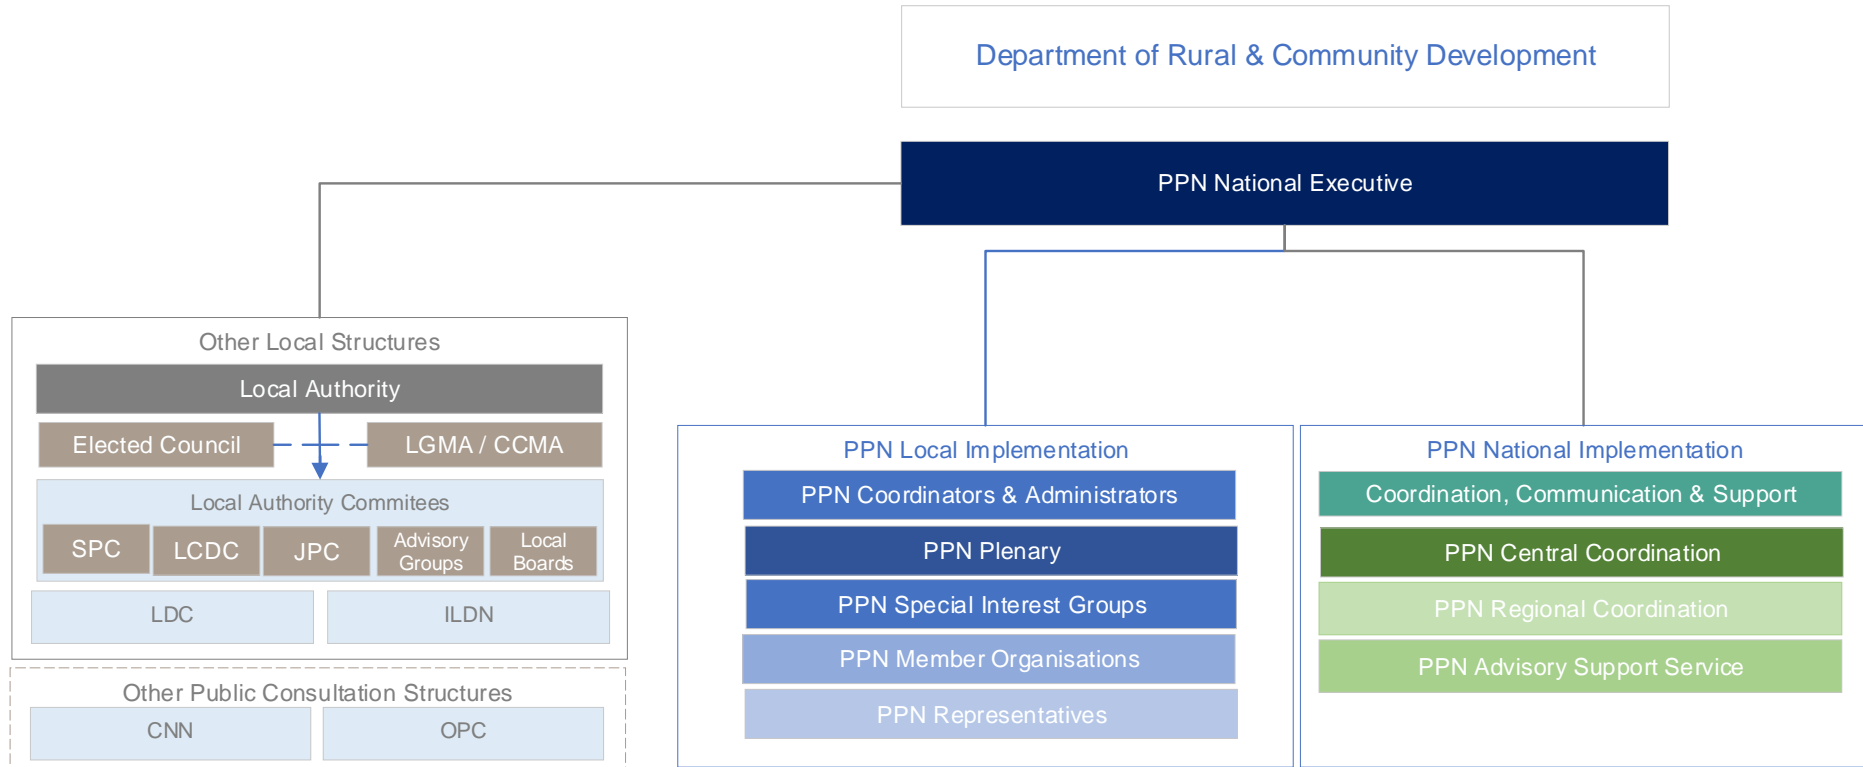 Department of Rural & Community Development
PPN National Executive
Other Local Structures
Local Authority
Elected Council
LGMA / CCMA
Local Authority Commitees
SPC
LCDC
JPC
Advisory
Groups
Local
Boards
LDC
ILDN
Other Public Consultation Structures
CNN
OPC
PPN Local Implementation
PPN Coordinators & Administrators
PPN Plenary
PPN Special Interest Groups
PPN Member Organisations
PPN Representatives
PPN National Implementation
Coordination, Communication & Support
PPN Central Coordination
PPN Regional Coordination
PPN Advisory Support Service